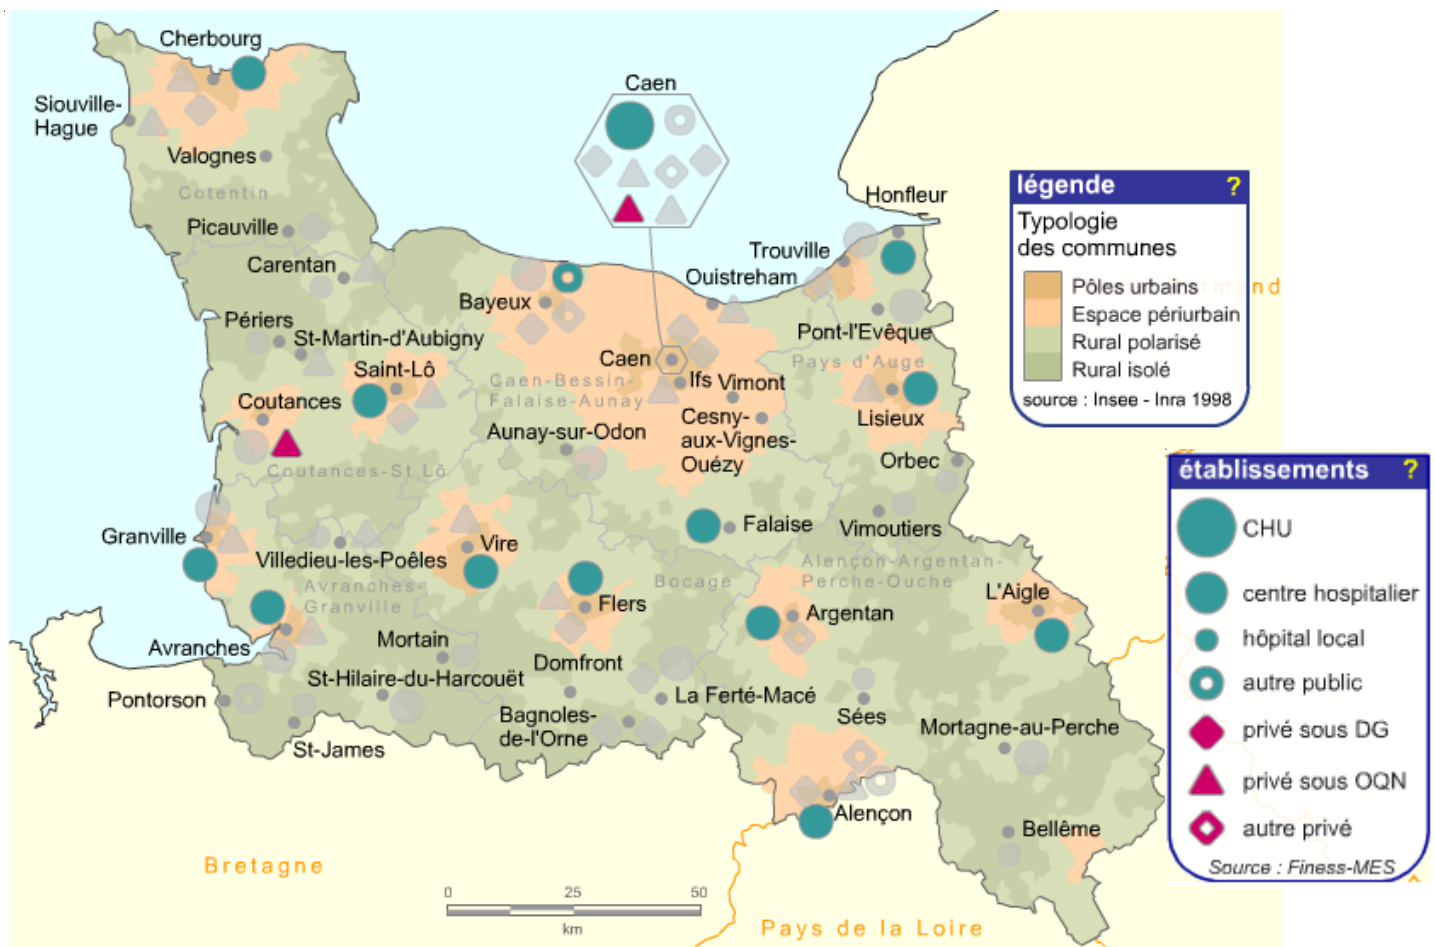 Cherbourg
Siouville-
Hague
Valognes
Cotentin
Picauville
Carentan
Périers
St-Martin-d'Aubigny
Saint-Lô
Coutances
Coutances-St Lô
Caen
Honfleur
Trouville
Ouistreham
Bayeux
Pont-l'Evêque
Caen
Pays d'Auge
Caen-Bessin-
Falaise-Aunay
Ifs
Vimont
Cesny-
aux-Vignes-
Ouézy
Lisieux
Aunay-sur-Odon
Orbec
Falaise
Vimoutiers
Granville
Villedieu-les-Poêles
Vire
Avranches-
Granville
Bocage
Alençon-Argentan-
Perche-Ouche
L'Aigle
Flers
Argentan
Avranches
Mortain
Domfront
St-Hilaire-du-Harcouët
Pontorson
La Ferté-Macé
Sées
Bagnoles-
de-l'Orne
St-James
Mortagne-au-Perche
Alençon
Bellême
Bretagne
Pays de la Loire
0 25 50
km
légende ?
Typologie
des communes
Pôles urbains
Espace périurbain
Rural polarisé
Rural isolé
source : Insee - Inra 1998
établissements ?
CHU
centre hospitalier
hôpital local
autre public
privé sous DG
privé sous OQN
autre privé
Source : Finess-MES